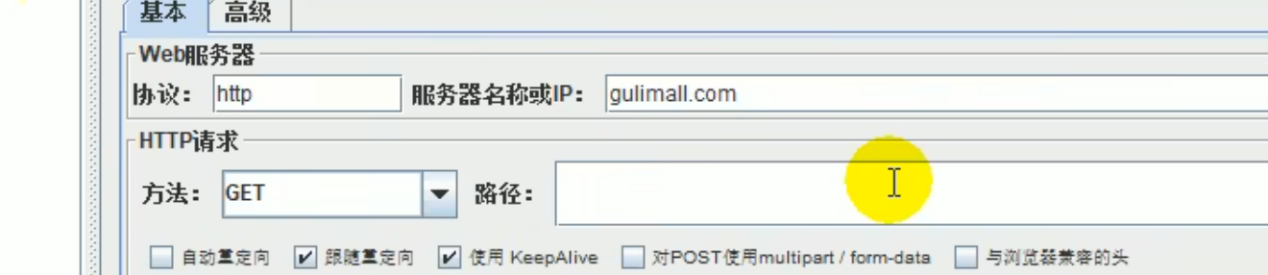 基本 高级
Web服务器
协议： http 服务器名称或IP： gulimall.com
HTTP请求
方法： GET 路径：
自动重定向 跟随重定向 使用 KeepAlive 对POST使用multipart / form-data 与浏览器兼容的头